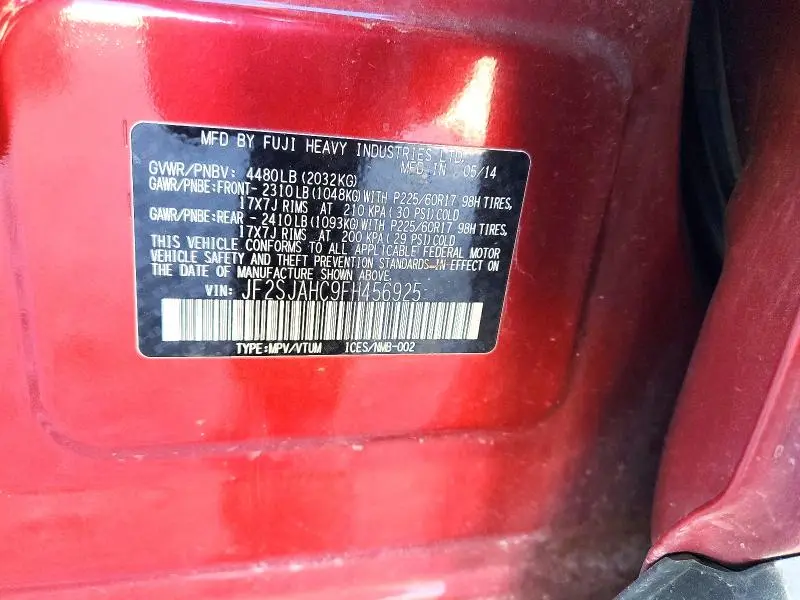 MFD BY FUJI HEAVY INDUSTRIES LTD.
MFD IN 05/14
GVWR/PNBV: 4480LB (2032KG)
GAWR/PNBE:FRONT- 2310LB (1048KG)WITH P225/60R17 98H TIRES,
17X7J RIMS AT 210 KPA( 30 PSI)COLD
GAWR/PNBE:REAR - 2410LB (1093KG)WITH P225/60R17 98H TIRES,
17X7J RIMS AT 200 KPA( 29 PSI)COLD
THIS VEHICLE CONFORMS TO ALL APPLICABLE FEDERAL MOTOR
VEHICLE SAFETY AND THEFT PREVENTION STANDARDS IN EFFECT ON
THE DATE OF MANUFACTURE SHOWN ABOVE.
VIN: JF2SJAHC9FH456925
TYPE:MPV/VTUM ICES/NMB-002